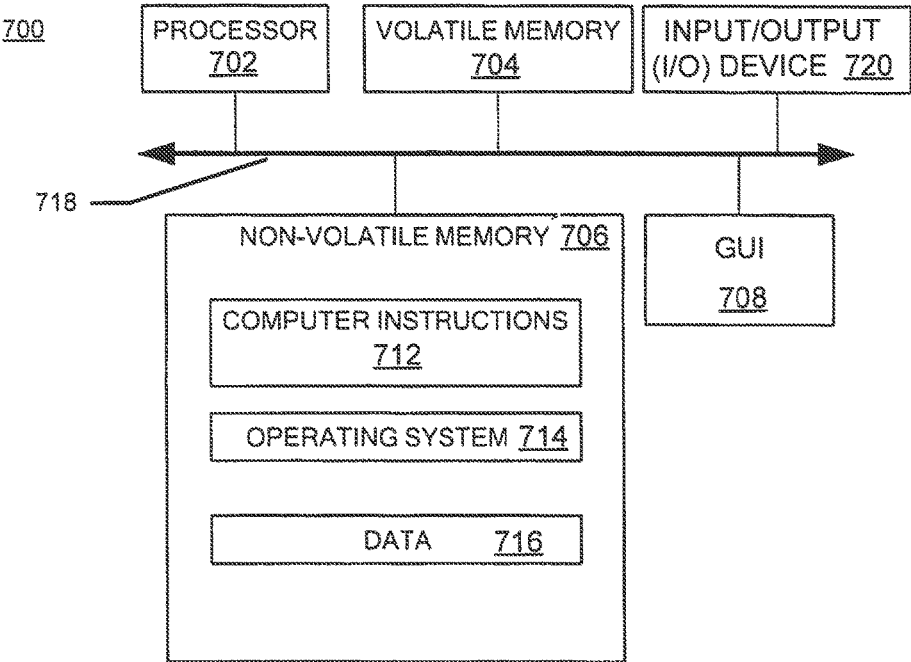 700
PROCESSOR
702
VOLATILE MEMORY
704
INPUT/OUTPUT
(I/O) DEVICE 720
718
NON-VOLATILE MEMORY 706
COMPUTER INSTRUCTIONS
712
OPERATING SYSTEM 714
DATA 716
GUI
708